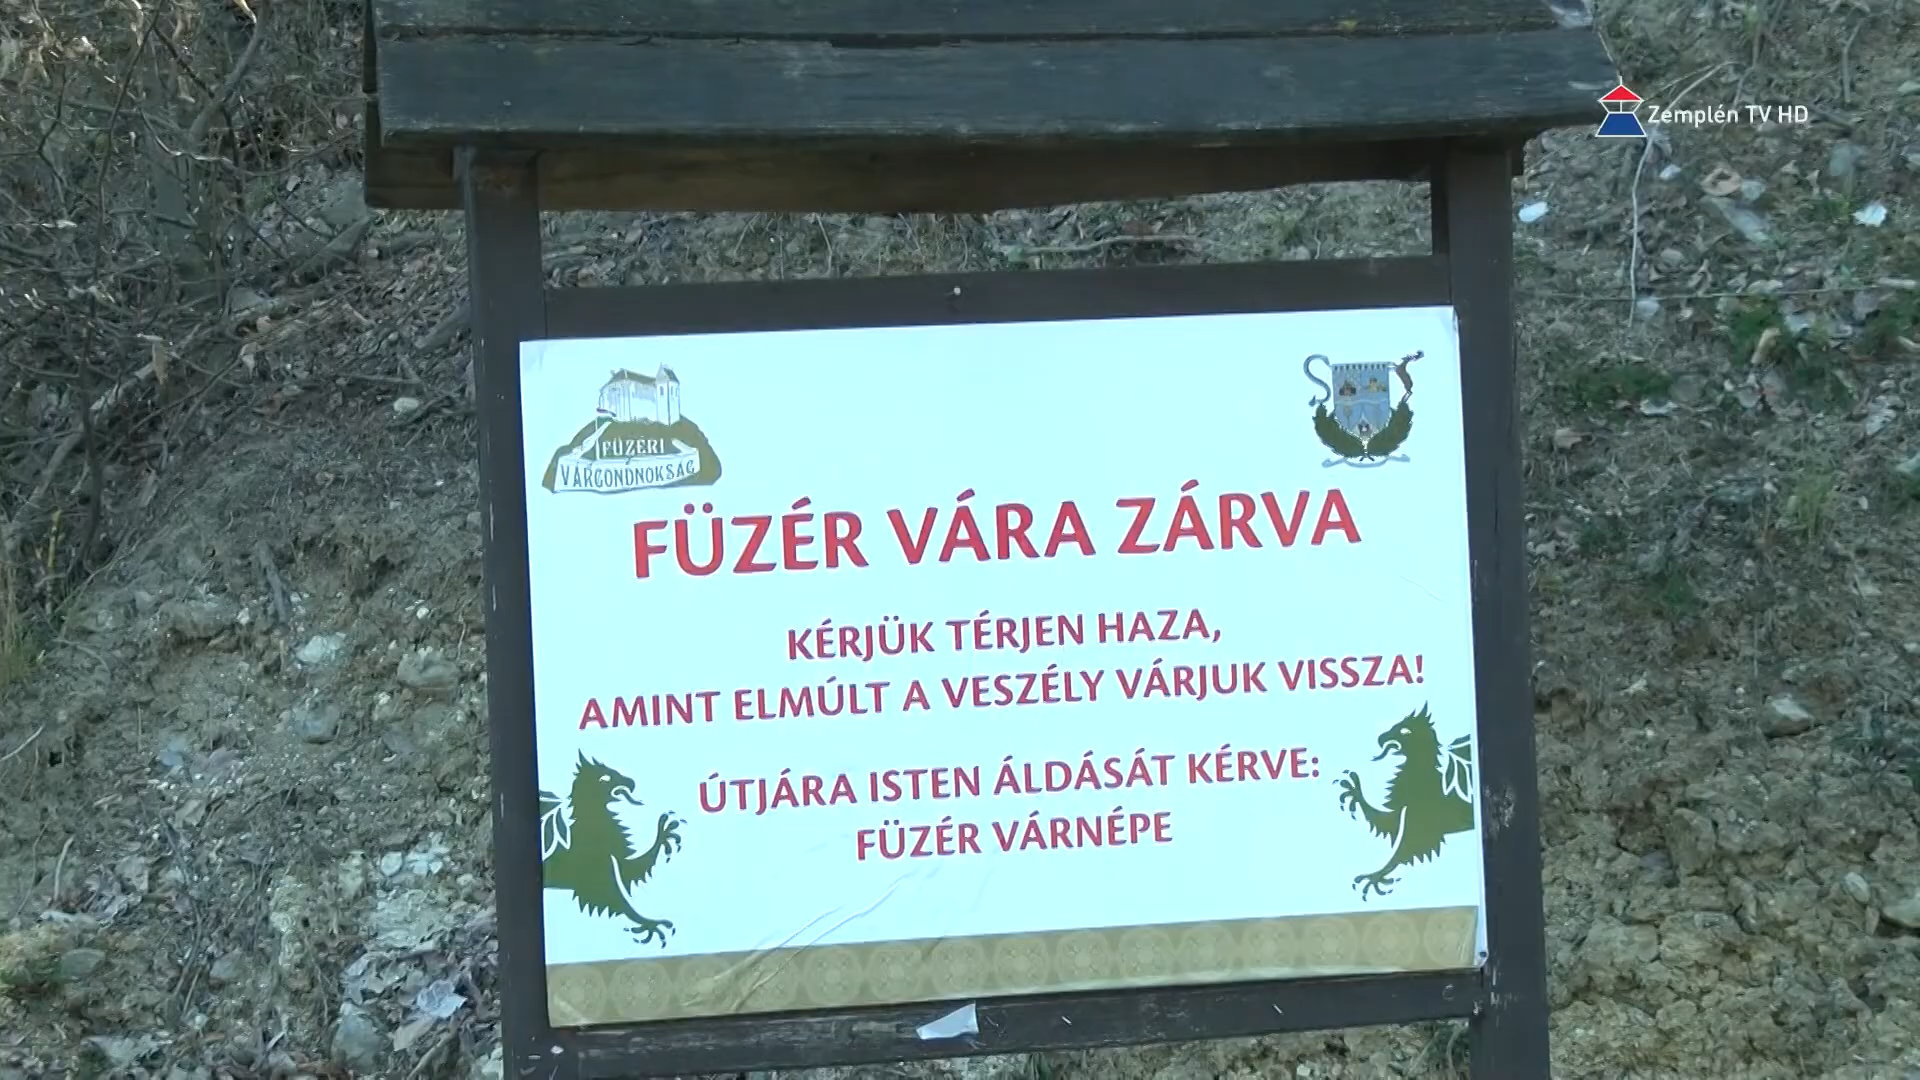 Zemplén TV HD
FÜZÉRI
VÁRGONDNOKSÁG
FÜZÉR VÁRA ZÁRVA
KÉRJÜK TÉRJEN HAZA,
AMINT ELMÚLT A VESZÉLY VÁRJUK VISSZA!
ÚTJÁRA ISTEN ÁLDÁSÁT KÉRVE:
FÜZÉR VÁRNÉPE